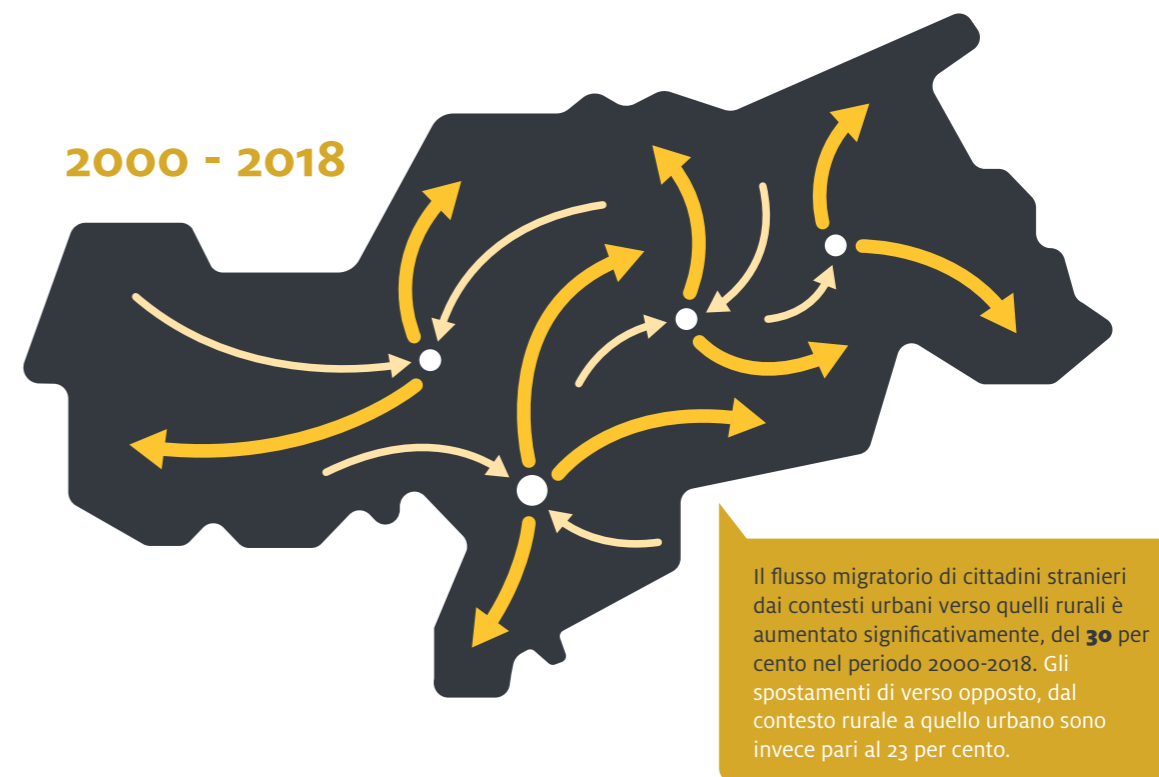 2000 - 2018
Il flusso migratorio di cittadini stranieri
dai contesti urbani verso quelli rurali è
aumentato significativamente, del 30 per
cento nel periodo 2000-2018. Gli
spostamenti di verso opposto, dal
contesto rurale a quello urbano sono
invece pari al 23 per cento.